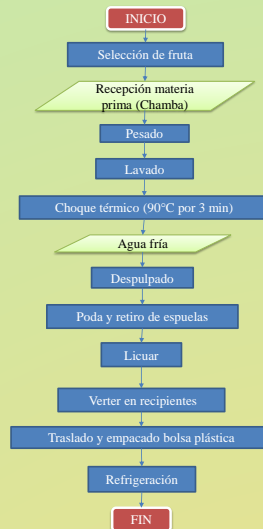 INICIO
Selección de fruta
Recepción materia
prima (Chamba)
Pesado
Lavado
Choque térmico (90°C por 3 min)
Agua fría
Despulpado
Poda y retiro de espuelas
Licuar
Verter en recipientes
Traslado y empacado bolsa plástica
Refrigeración
FIN